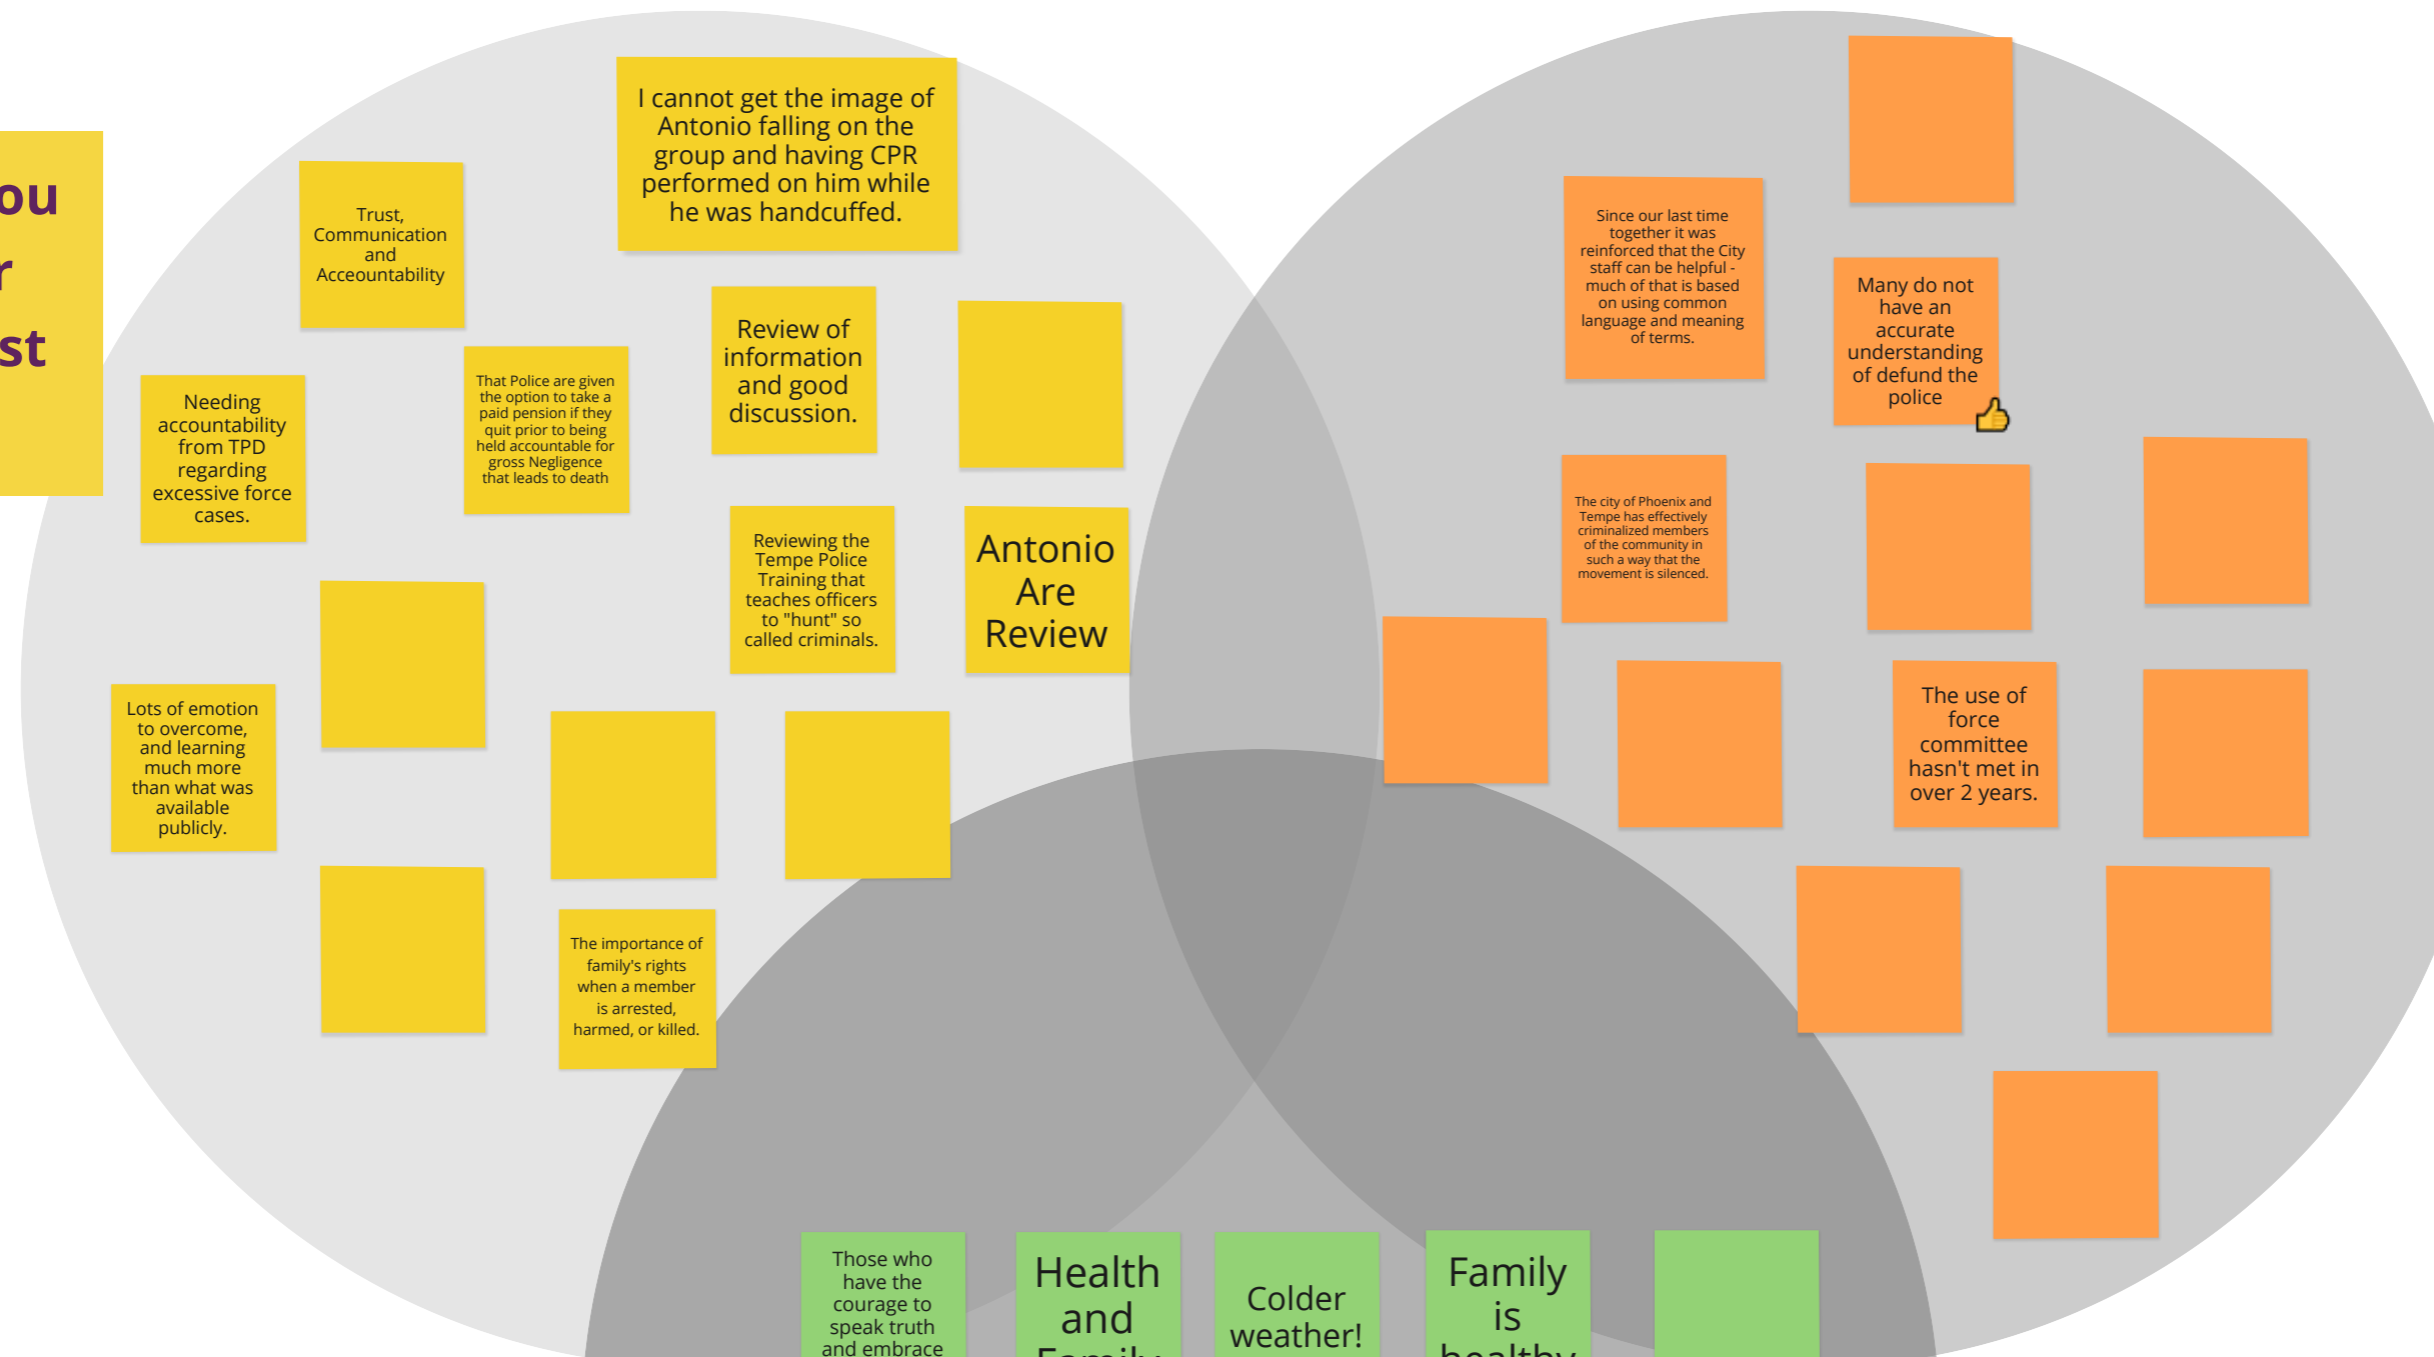 ou
r
st
I cannot get the image of
Antonio falling on the
group and having CPR
performed on him while
he was handcuffed.
Trust,
Communication
and
Acceountability
Review of
information
and good
discussion.
That Police are given
the option to take a
paid pension if they
quit prior to being
held accountable for
gross Negligence
that leads to death
Needing
accountability
from TPD
regarding
excessive force
cases.
Reviewing the
Tempe Police
Training that
teaches officers
to "hunt" so
called criminals.
Antonio
Are
Review
Lots of emotion
to overcome,
and learning
much more
than what was
available
publicly.
The importance of
family's rights
when a member
is arrested,
harmed, or killed.
Since our last time
together it was
reinforced that the City
staff can be helpful -
much of that is based
on using common
language and meaning
of terms.
Many do not
have an
accurate
understanding
of defund the
police
The city of Phoenix and
Tempe has effectively
criminalized members
of the community in
such a way that the
movement is silenced.
The use of
force
committee
hasn't met in
over 2 years.
Those who
have the
courage to
speak truth
and embrace
Health
and
Family
Colder
weather!
Family
is
healthy